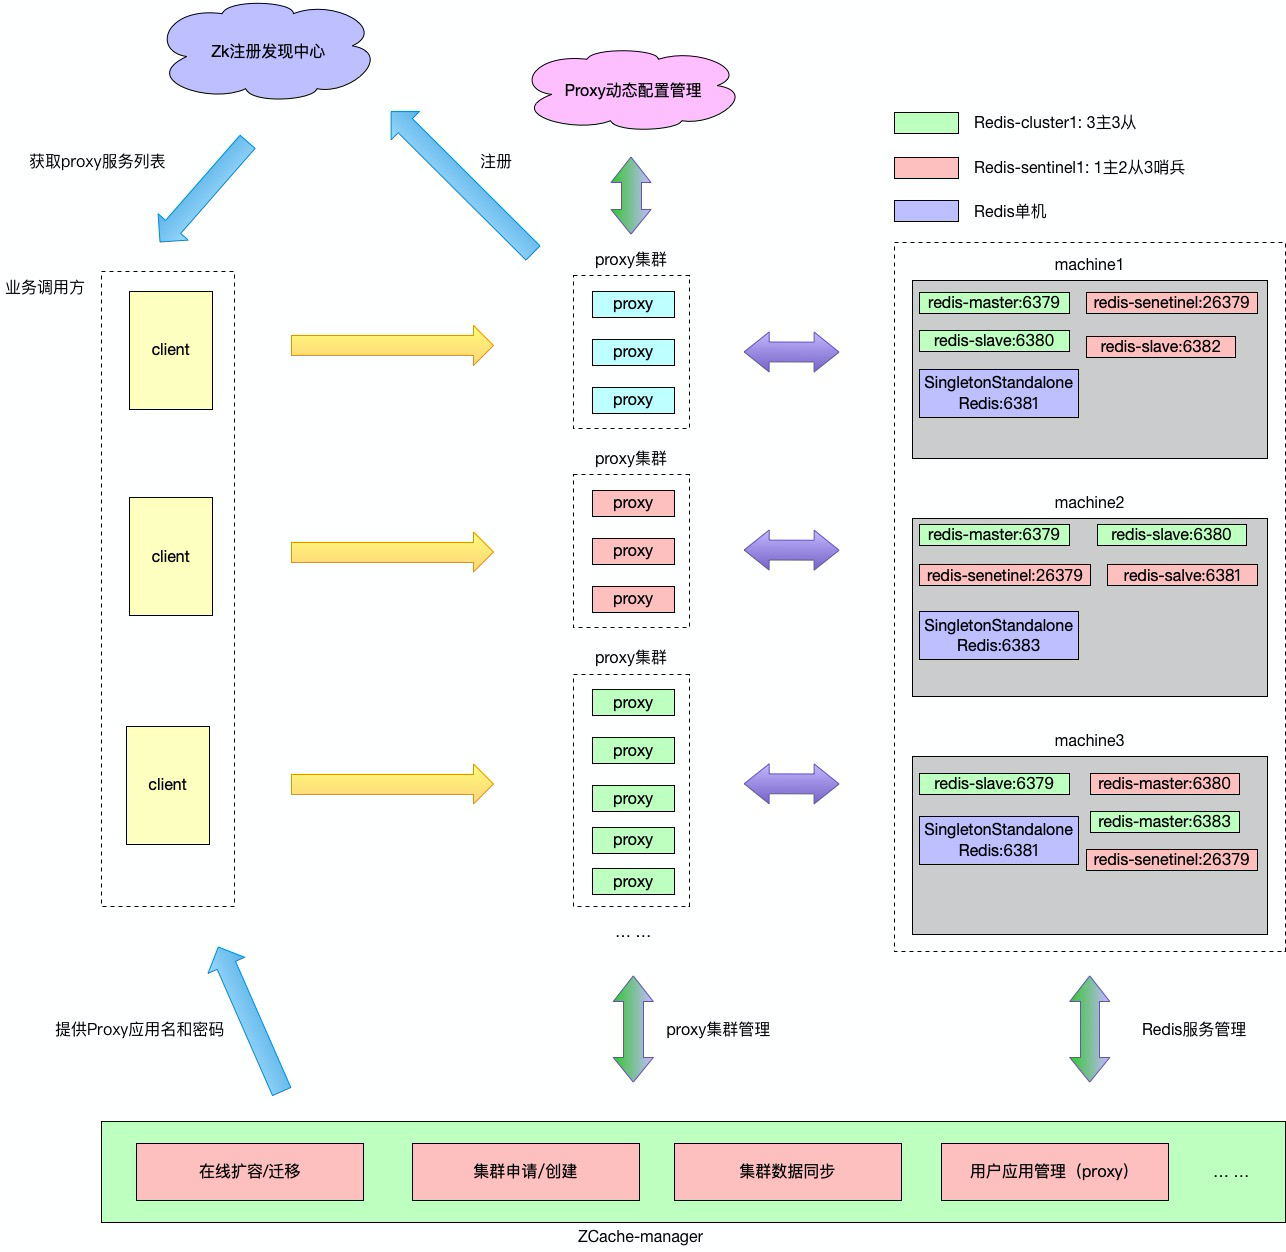 Zk注册发现中心
Proxy动态配置管理
获取proxy服务列表
注册
Redis-cluster1: 3主3从
Redis-sentinel1: 1主2从3哨兵
Redis单机
业务调用方
client
client
client
proxy集群
proxy
proxy
proxy
proxy集群
proxy
proxy
proxy
proxy集群
proxy
proxy
proxy
proxy
proxy
... ...
machine1
redis-master:6379
redis-senetinel:26379
redis-slave:6380
redis-slave:6382
SingletonStandalone
Redis:6381
machine2
redis-master:6379
redis-slave:6380
redis-senetinel:26379
redis-salve:6381
SingletonStandalone
Redis:6383
machine3
redis-slave:6379
redis-master:6380
SingletonStandalone
Redis:6381
redis-master:6383
redis-senetinel:26379
提供Proxy应用名和密码
proxy集群管理
Redis服务管理
在线扩容/迁移
集群申请/创建
集群数据同步
用户应用管理（proxy）
... ...
ZCache-manager